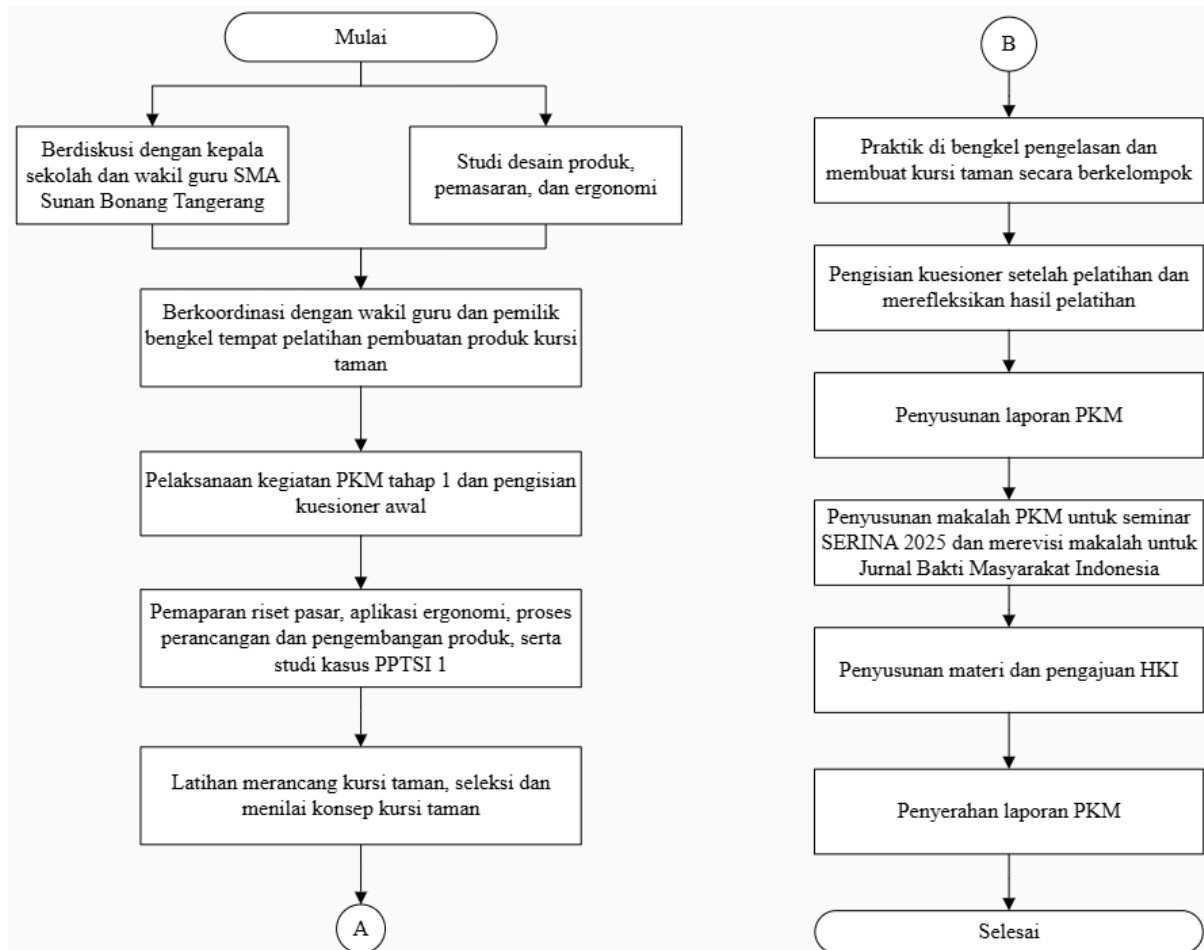 Mulai
Berdiskusi dengan kepala
sekolah dan wakil guru SMA
Sunan Bonang Tangerang
Studi desain produk,
pemasaran, dan ergonomi
Berkoordinasi dengan wakil guru dan pemilik
bengkel tempat pelatihan pembuatan produk kursi
taman
Pelaksanaan kegiatan PKM tahap 1 dan pengisian
kuesioner awal
Pemaparan riset pasar, aplikasi ergonomi, proses
perancangan dan pengembangan produk, serta
studi kasus PPTSI 1
Latihan merancang kursi taman, seleksi dan
menilai konsep kursi taman
A
B
Praktik di bengkel pengelasan dan
membuat kursi taman secara berkelompok
Pengisian kuesioner setelah pelatihan dan
merefleksikan hasil pelatihan
Penyusunan laporan PKM
Penyusunan makalah PKM untuk seminar
SERINA 2025 dan merevisi makalah untuk
Jurnal Bakti Masyarakat Indonesia
Penyusunan materi dan pengajuan HKI
Penyerahan laporan PKM
Selesai